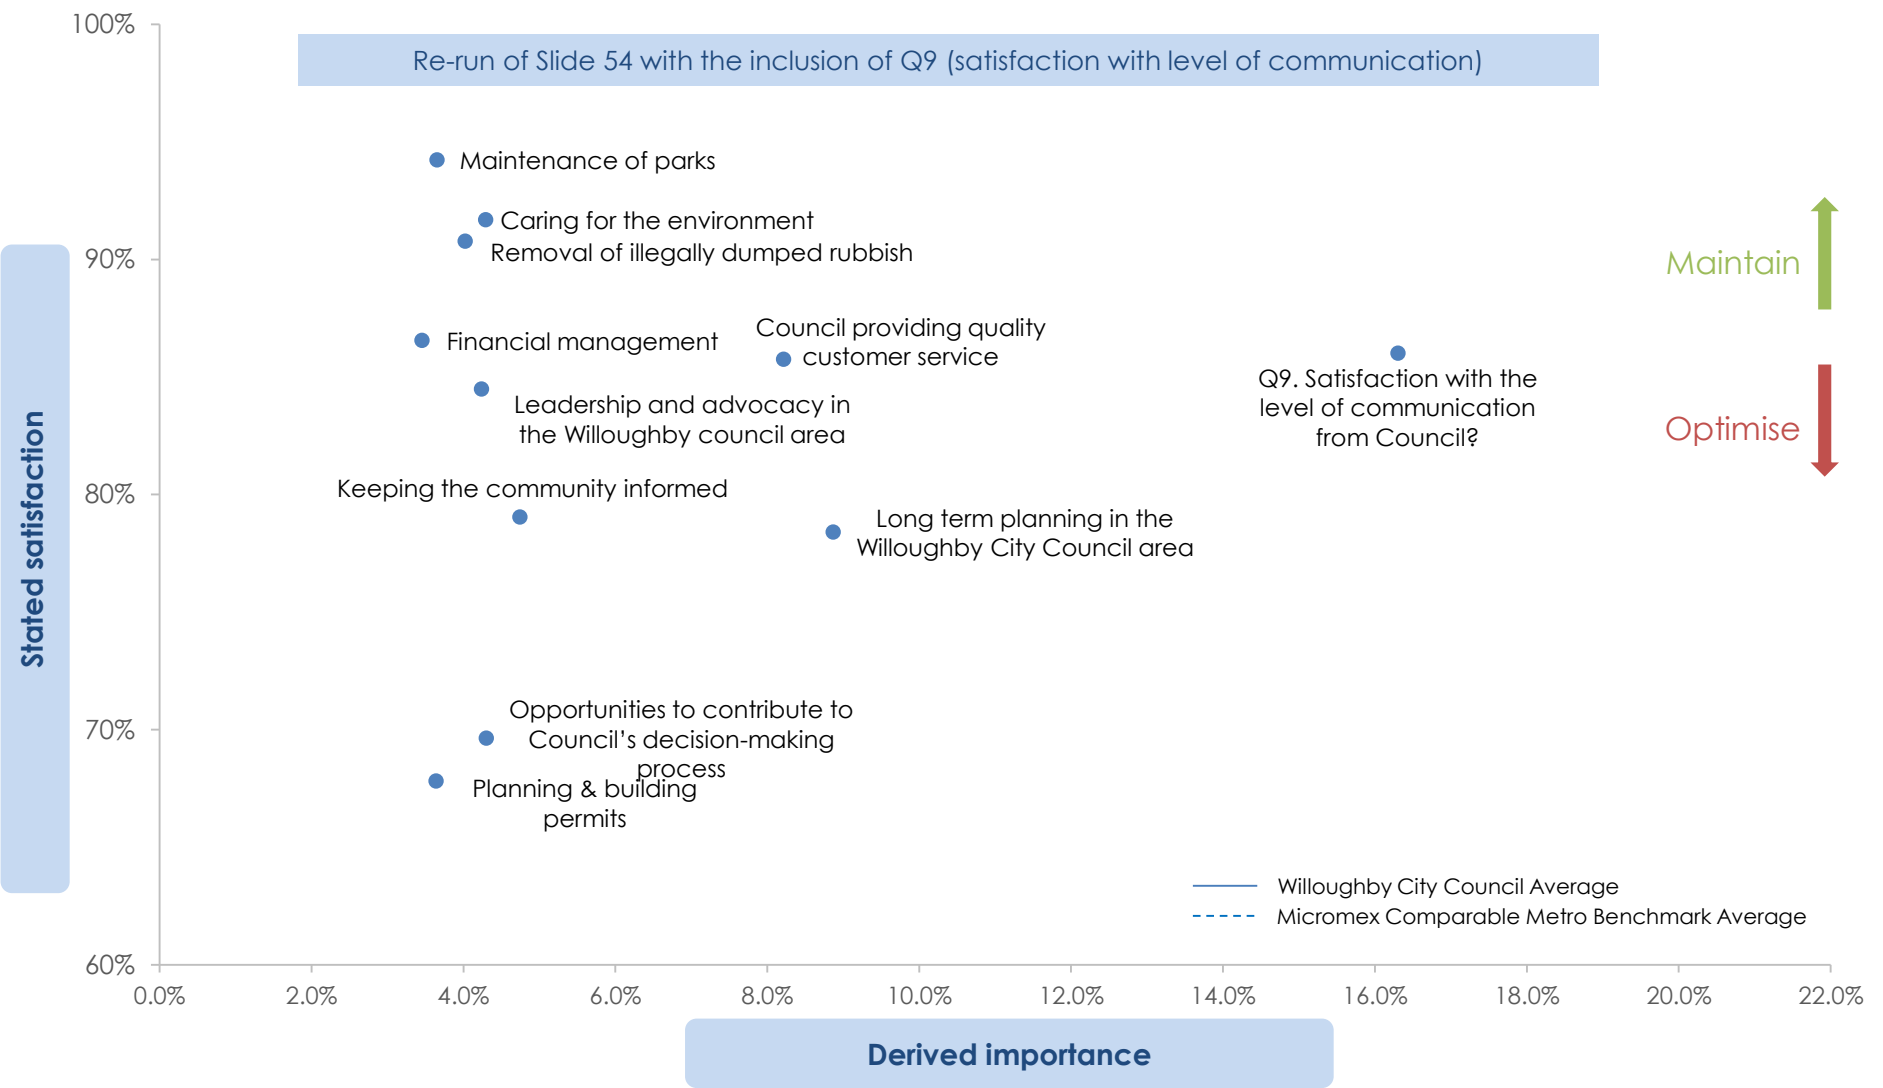 100%
Re-run of Slide 54 with the inclusion of Q9 (satisfaction with level of communication)
Maintenance of parks
Caring for the environment
Removal of illegally dumped rubbish
90%
Maintain
Financial management
Council providing quality
customer service
Q9. Satisfaction with the
level of communication
from Council?
Leadership and advocacy in
the Willoughby council area
Optimise
Stated satisfaction
Keeping the community informed
80%
Long term planning in the
Willoughby City Council area
Opportunities to contribute to
Council’s decision-making
process
70%
Planning & building
permits
Willoughby City Council Average
Micromex Comparable Metro Benchmark Average
60%
0.0% 2.0% 4.0% 6.0% 8.0% 10.0% 12.0% 14.0% 16.0% 18.0% 20.0% 22.0%
Derived importance